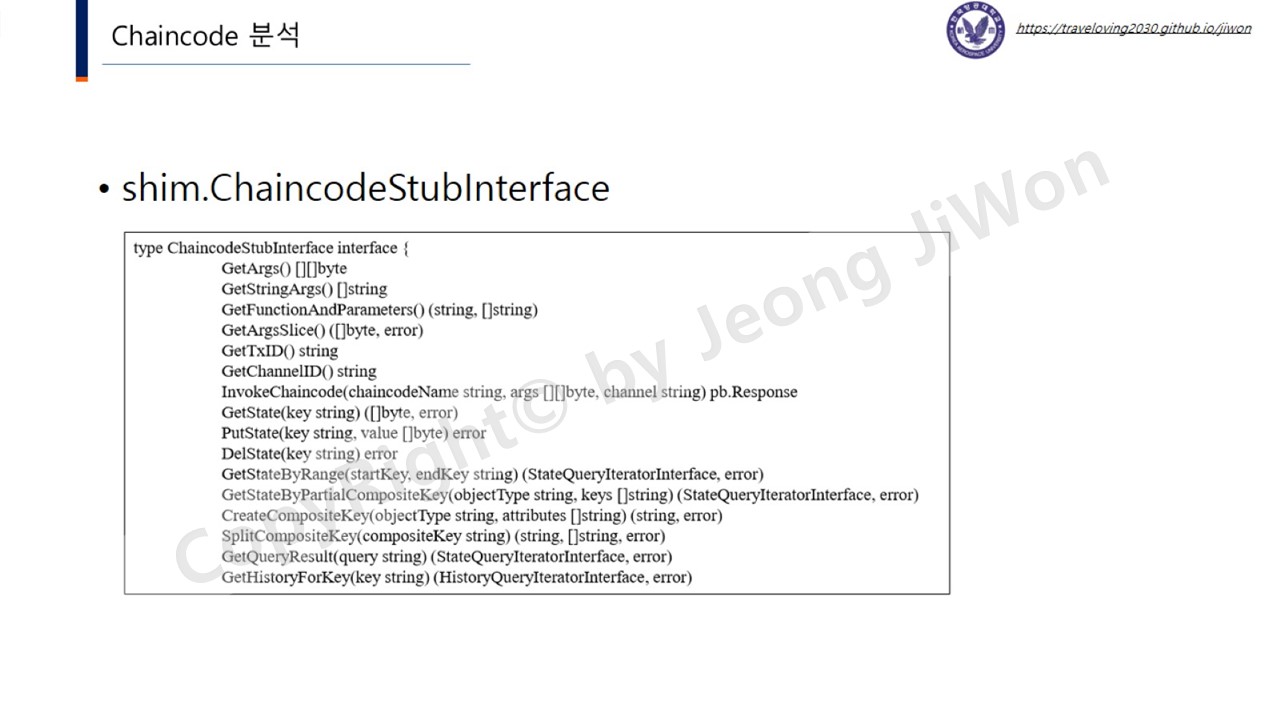 Chaincode 분석
https://traveloving2030.github.io/jiwon
• shim.ChaincodeStubInterface
type ChaincodeStubInterface interface {
GetArgs() [][]byte
GetStringArgs() []string
GetFunctionAndParameters() (string, []string)
GetArgsSlice() ([]byte, error)
GetTxID() string
GetChannelID() string
InvokeChaincode(chaincodeName string, args [][]byte, channel string) pb.Response
GetState(key string) ([]byte, error)
PutState(key string, value []byte) error
DelState(key string) error
GetStateByRange(startKey, endKey string) (StateQueryIteratorInterface, error)
GetStateByPartialCompositeKey(objectType string, keys []string) (StateQueryIteratorInterface, error)
CreateCompositeKey(objectType string, attributes []string) (string, error)
SplitCompositeKey(compositeKey string) (string, []string, error)
GetQueryResult(query string) (StateQueryIteratorInterface, error)
GetHistoryForKey(key string) (HistoryQueryIteratorInterface, error)
CopyRight© by Jeong JiWon